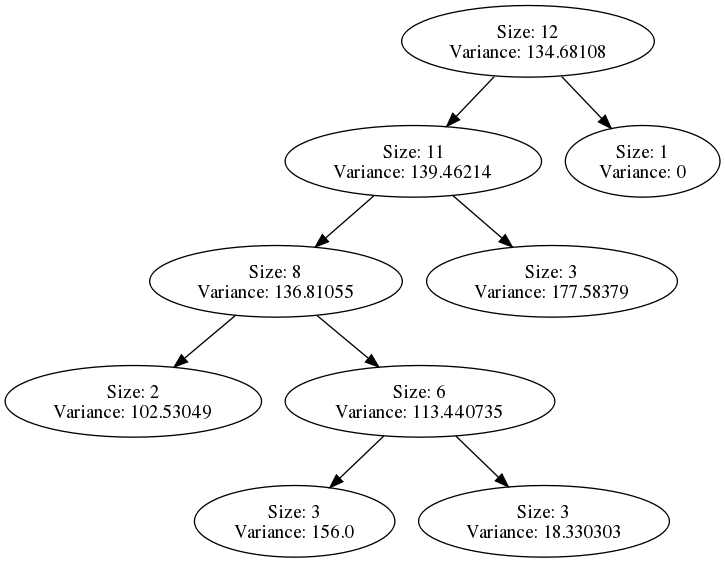 Size: 12
Variance: 134.68108
Size: 11
Variance: 139.46214
Size: 1
Variance: 0
Size: 8
Variance: 136.81055
Size: 3
Variance: 177.58379
Size: 2
Variance: 102.53049
Size: 6
Variance: 113.440735
Size: 3
Variance: 156.0
Size: 3
Variance: 18.330303